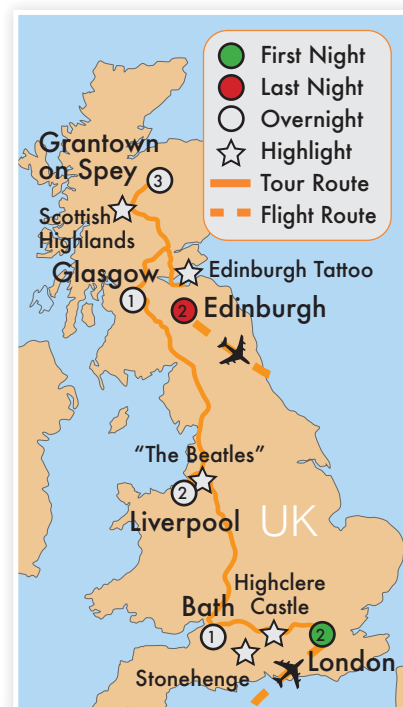 First Night
Last Night
Overnight
Highlight
Tour Route
Flight Route
Grantown
on Spey
3
Scottish
Highlands
Glasgow
1
Edinburgh Tattoo
2
Edinburgh
"The Beatles"
2
Liverpool
UK
Bath
1
Highclere
Castle
2
London
Stonehenge